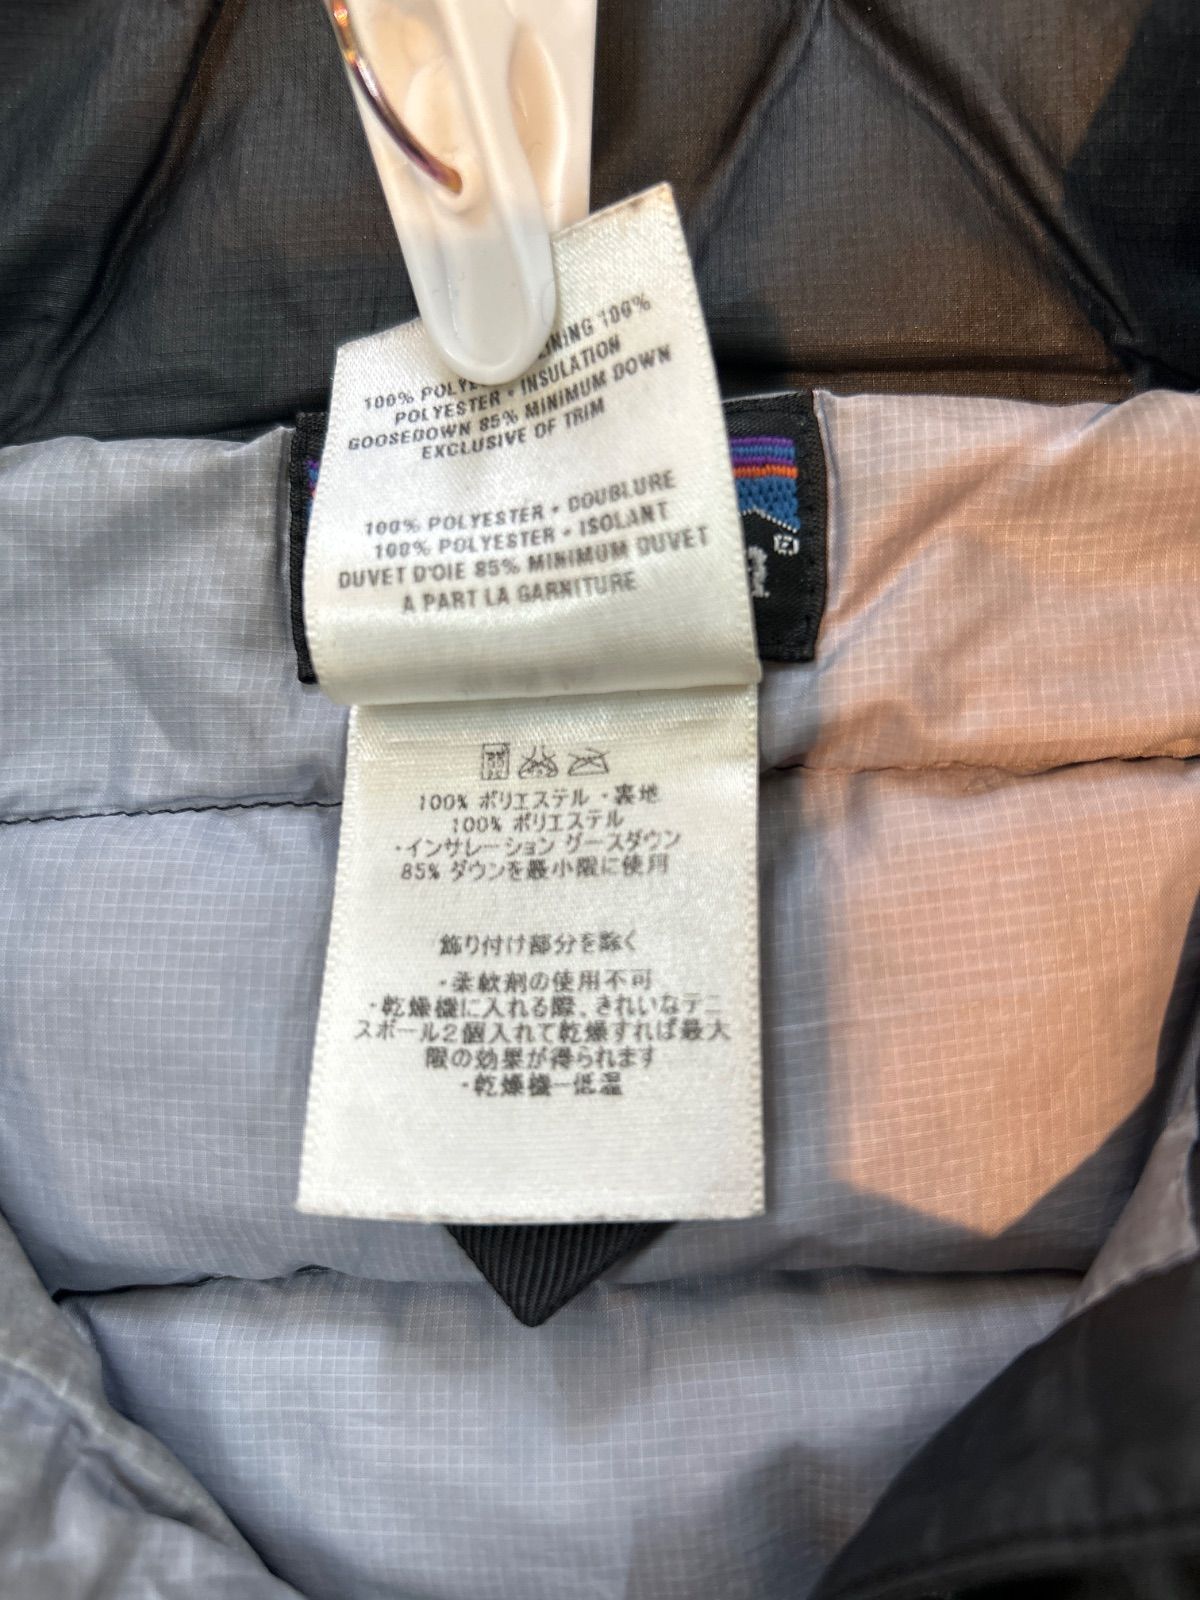 100% POLYESTER · LINING 100%
POLYESTER · INSULATION
GOOSEDOWN 85% MINIMUM DOWN
EXCLUSIVE OF TRIM
100% POLYESTER · DOUBLURE
100% POLYESTER · ISOLANT
DUVET D'OIE 85% MINIMUM DUVET
A PART LA GARNITURE
100% ポリエステル ・裏地
100% ポリエステル
・インサレーション グースダウン
85% ダウンを最小限に使用
飾り付け部分を除く
・柔軟剤の使用不可
・乾燥機に入れる際、きれいなテニ
スボール2個入れて乾燥すれば最大
限の効果が得られます
・乾燥機ー低温